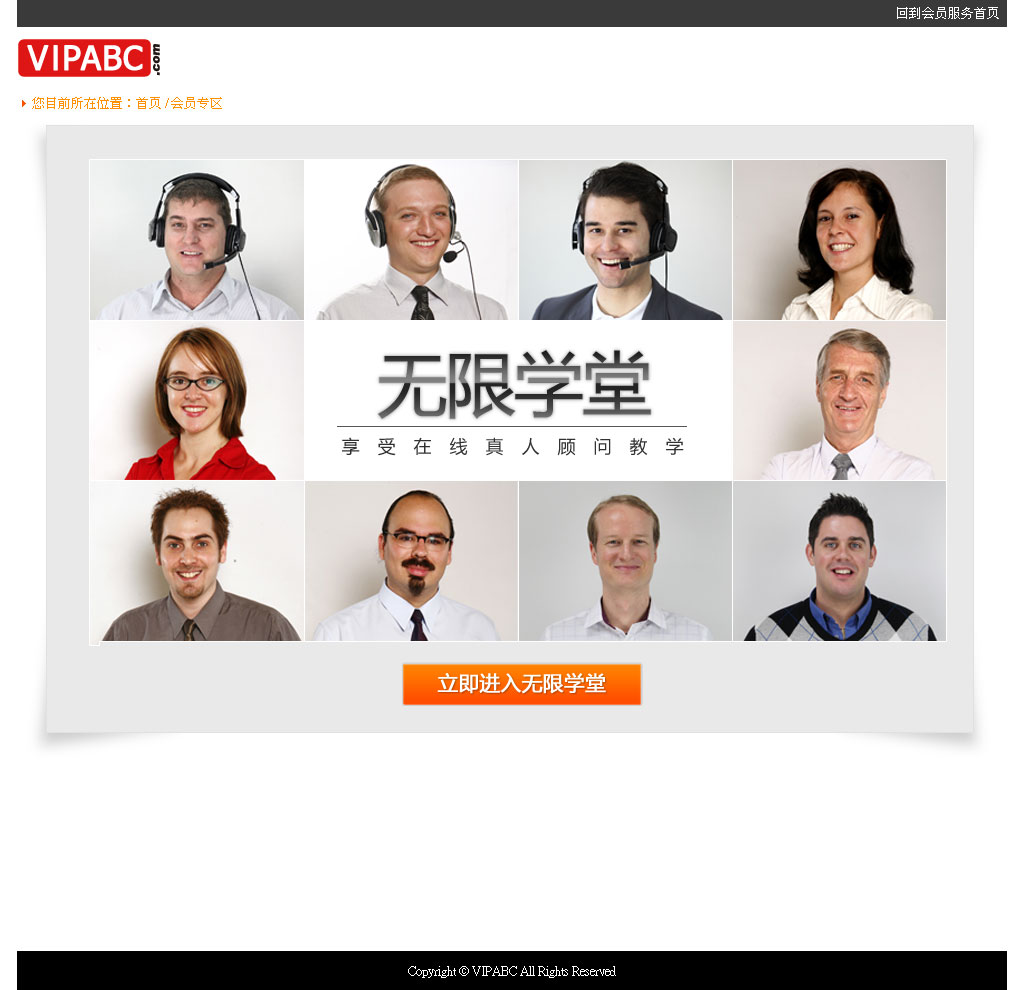 回到会员服务首页
VIPABC.com
您目前所在位置：首页 / 会员专区
无限学堂
享受在线真人顾问教学
立即进入无限学堂
Copyright © VIPABC All Rights Reserved